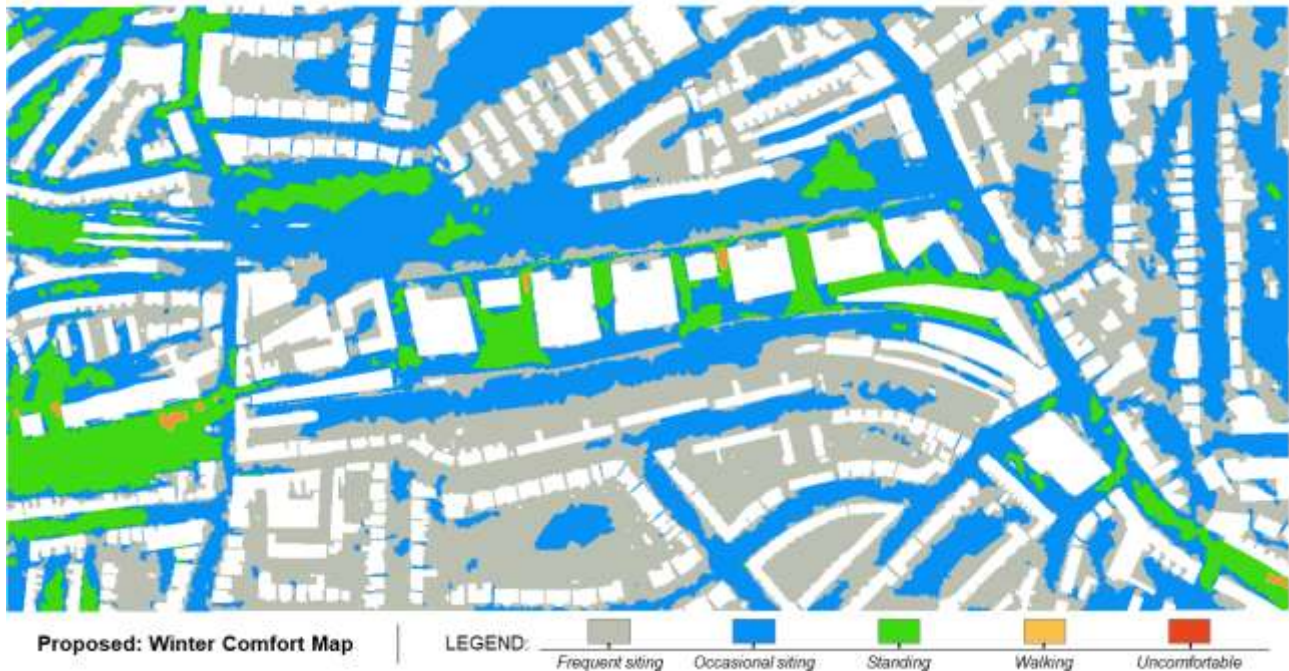 Proposed: Winter Comfort Map
LEGEND:
Frequent siting
Occasional siting
Standing
Walking
Uncomfortable